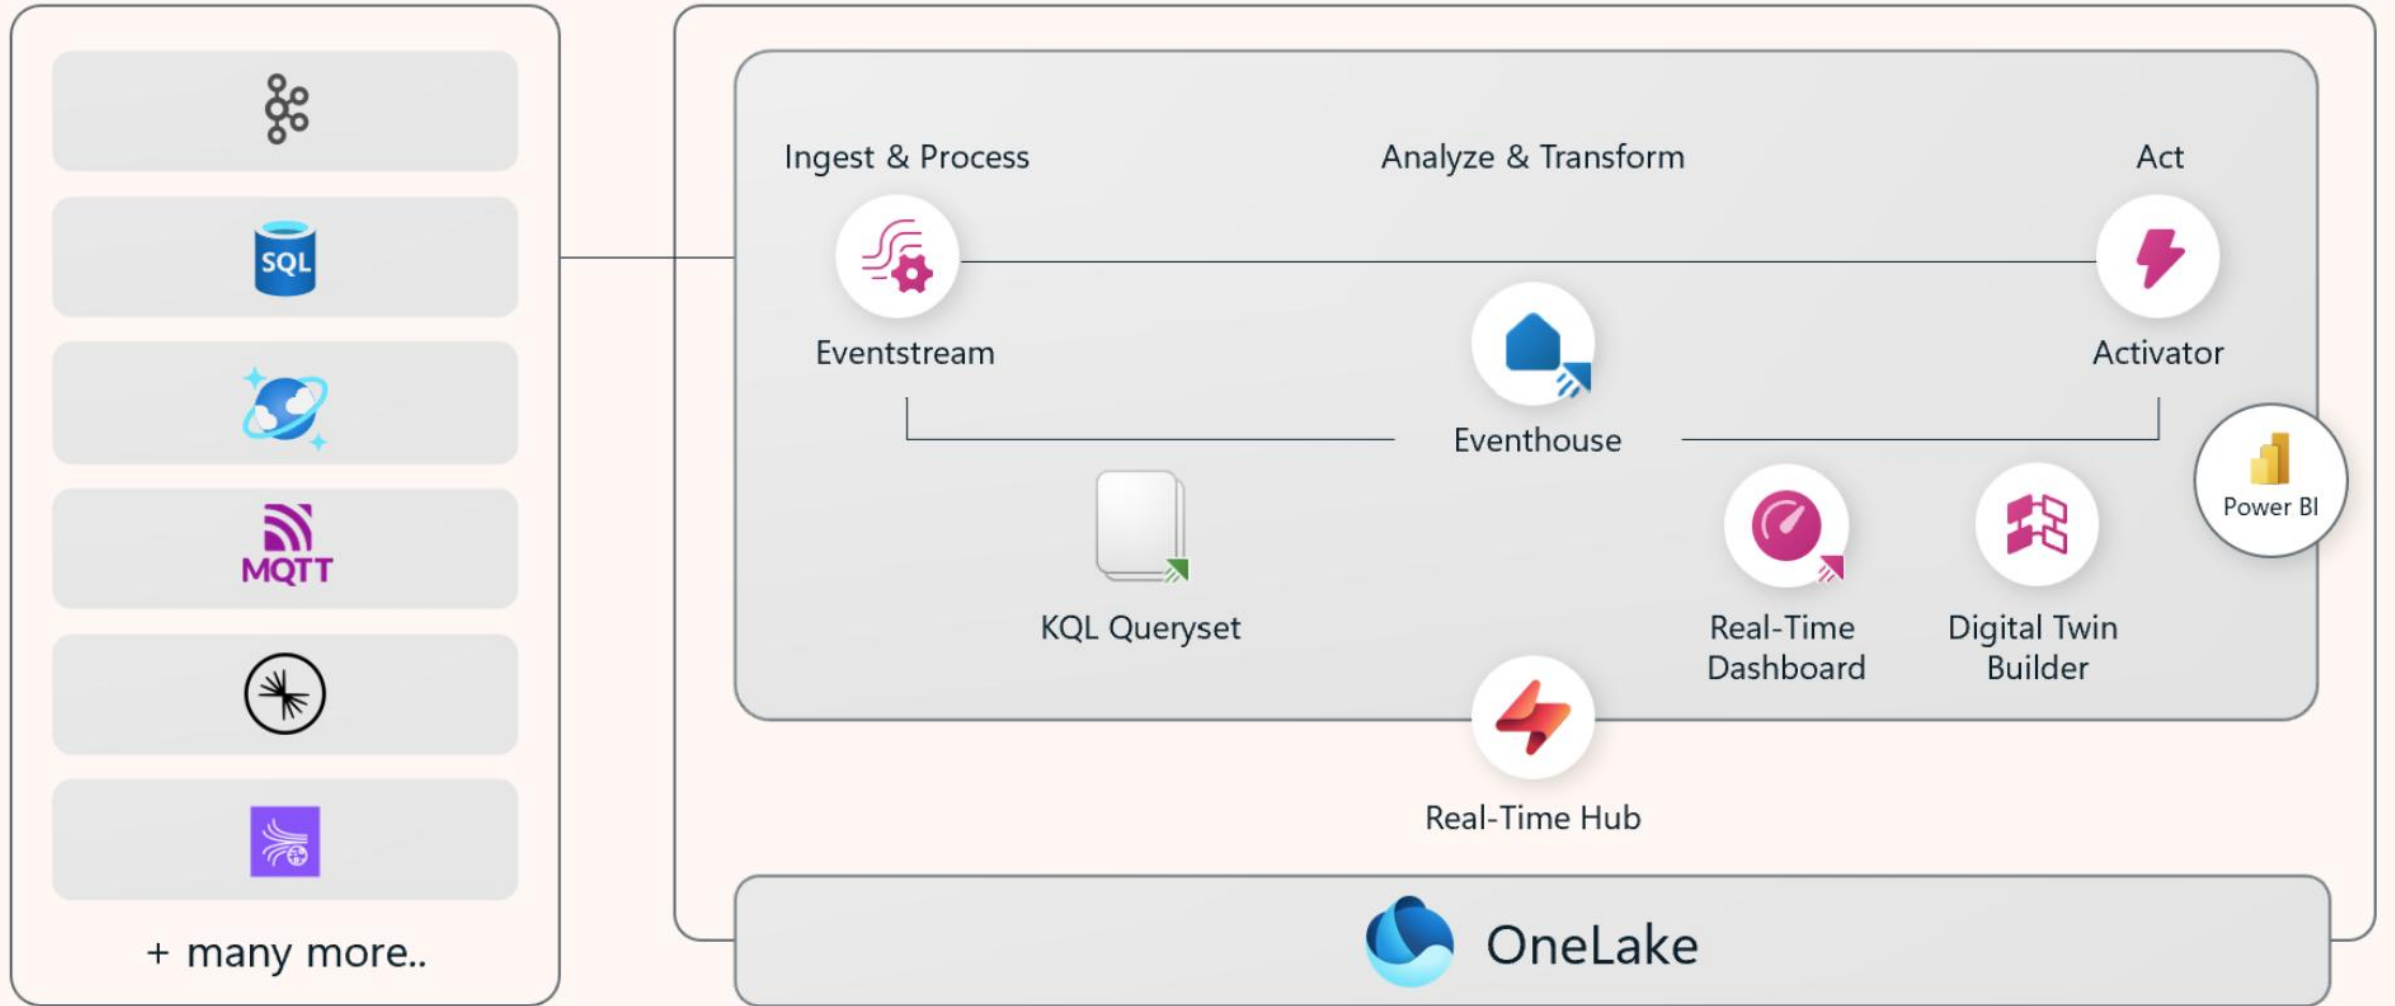 SQL
MQTT
+ many more..
Ingest & Process
Analyze & Transform
Act
Eventstream
Activator
Eventhouse
Power BI
KQL Queryset
Real-Time
Dashboard
Digital Twin
Builder
Real-Time Hub
OneLake